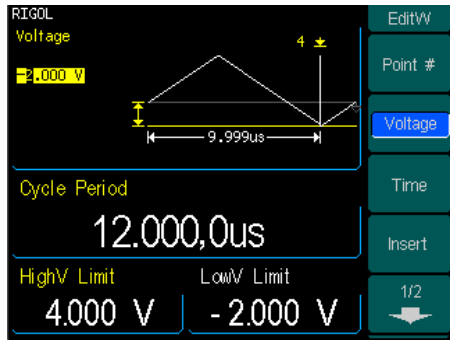 RIGOL
EditW
Voltage
4
-2.000 V
9.999us
Point #
Voltage
Time
Insert
1/2
Cycle Period
12.000,0us
HighV Limit
LowV Limit
4.000 V
- 2.000 V